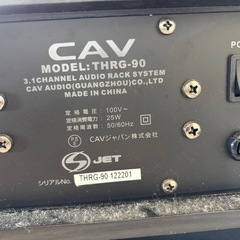 CAV
MODEL:THRG-90
3.1CHANNEL AUDIO RACK SYSTEM
CAV AUDIO(GUANGZHOU)CO.,LTD
MADE IN CHINA
定格電圧：100V~
定格消費電力：25W
定格周波数：50/60Hz
CAVジャパン株式会社
S JET
シリアルNo. THRG-90 122201